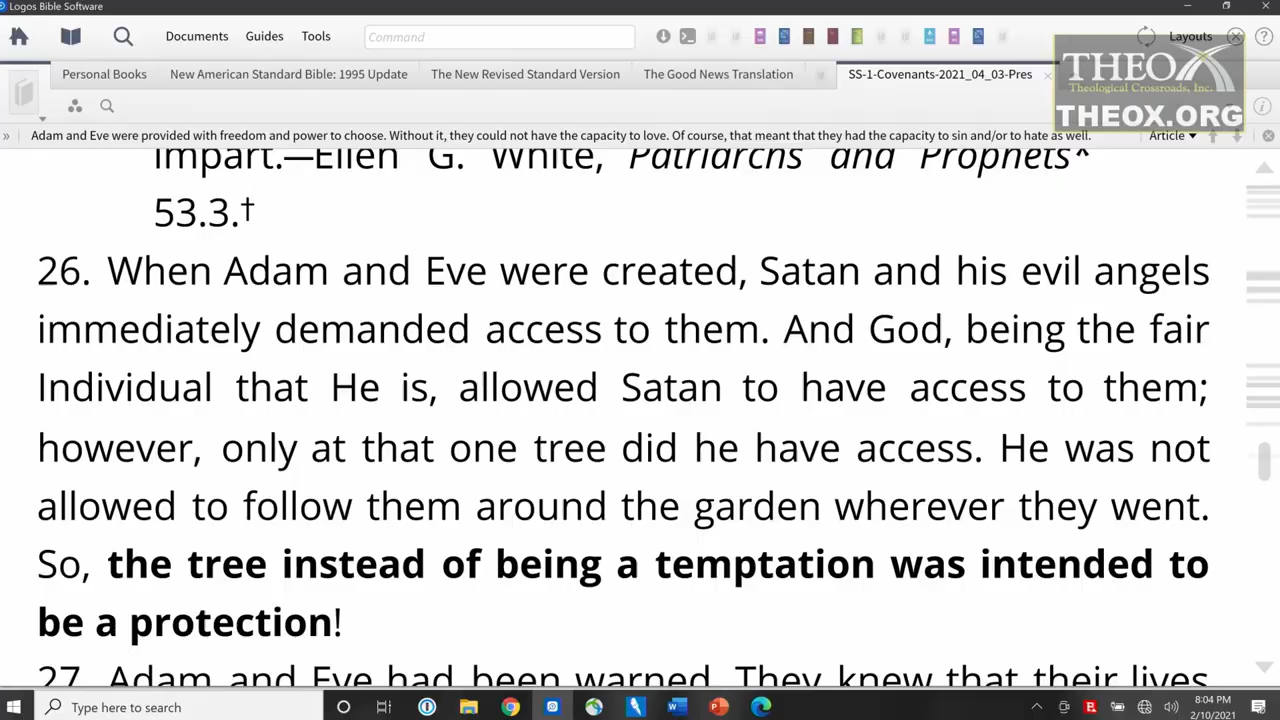 Logos Bible Software
Documents Guides Tools Command Layouts
THEOX
Theological Crossroads, Inc.
THEOX.ORG
Personal Books New American Standard Bible: 1995 Update The New Revised Standard Version The Good News Translation SS-1-Covenants-2021_04_03-Pres
» Adam and Eve were provided with freedom and power to choose. Without it, they could not have the capacity to love. Of course, that meant that they had the capacity to sin and/or to hate as well. Article
impart.—Ellen G. White, Patriarchs and Prophets*
53.3.†
26. When Adam and Eve were created, Satan and his evil angels
immediately demanded access to them. And God, being the fair
Individual that He is, allowed Satan to have access to them;
however, only at that one tree did he have access. He was not
allowed to follow them around the garden wherever they went.
So, the tree instead of being a temptation was intended to
be a protection!
27. Adam and Eve had been warned. They knew that their lives
Type here to search
8:04 PM
2/10/2021